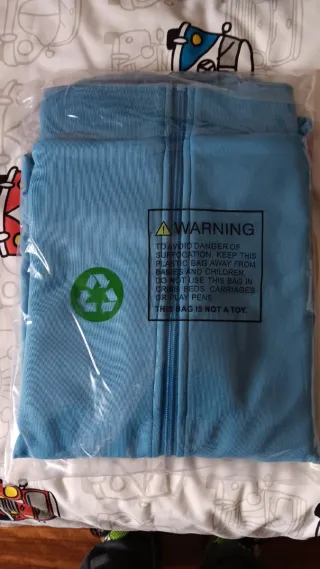 WARNING
TO AVOID DANGER OF
SUFFOCATION, KEEP THIS
PLASTIC BAG AWAY FROM
BABIES AND CHILDREN.
DO NOT USE THIS BAG IN
CRIBS, BEDS, CARRIAGES
OR PLAY PENS.
THIS BAG IS NOT A TOY.